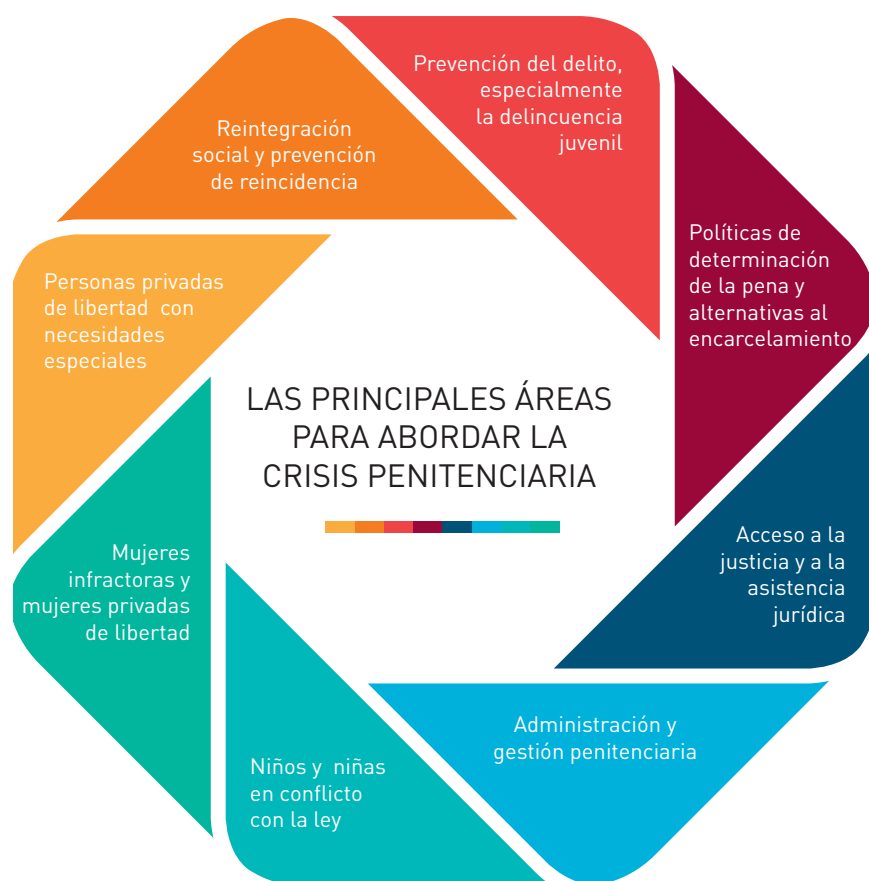 Prevención del delito,
especialmente
la delincuencia
juvenil
Reintegración
social y prevención
de reincidencia
Políticas de
determinación
de la pena y
alternativas al
encarcelamiento
Personas privadas
de libertad con
necesidades
especiales
LAS PRINCIPALES ÁREAS
PARA ABORDAR LA
CRISIS PENITENCIARIA
Acceso a la
justicia y a la
asistencia
jurídica
Mujeres
infractoras y
mujeres privadas
de libertad
Administración y
gestión penitenciaria
Niños y niñas
en conflicto
con la ley